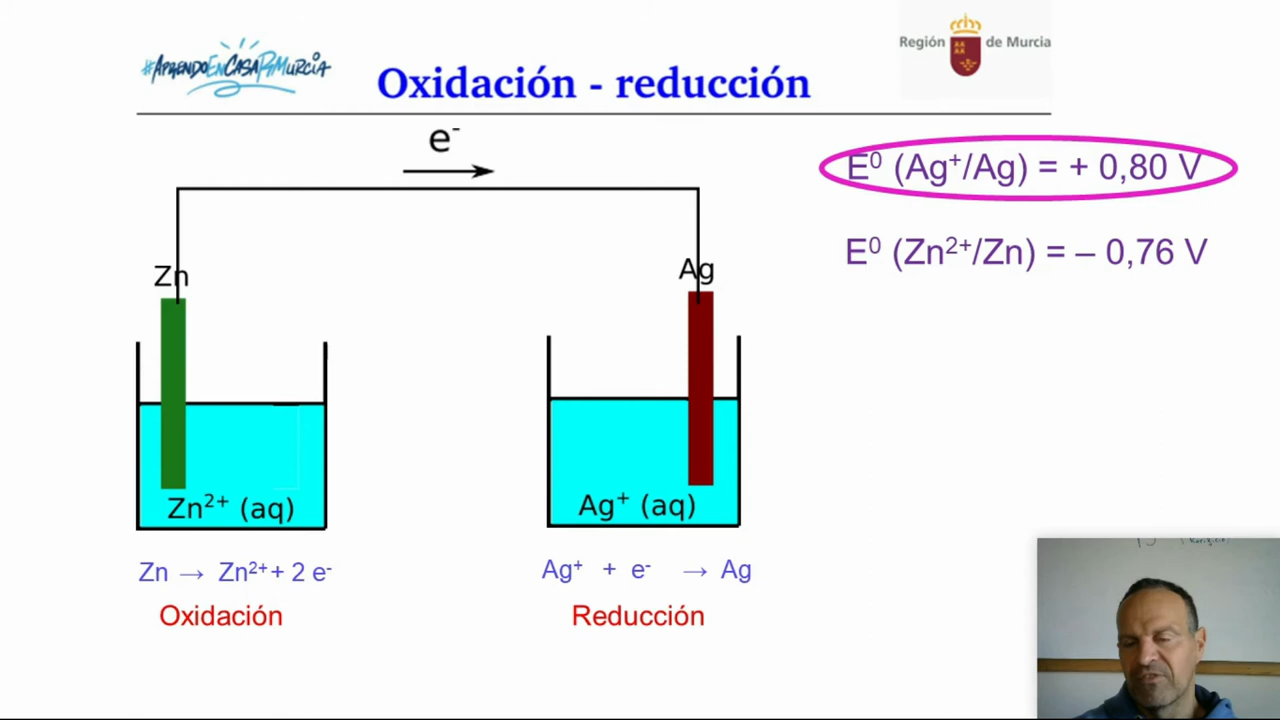 #AprendoEnCasaRMurcia
Región de Murcia
Oxidación - reducción
e⁻
E⁰ (Ag⁺/Ag) = + 0,80 V
E⁰ (Zn²⁺/Zn) = – 0,76 V
Zn
Ag
Zn²⁺ (aq)
Ag⁺ (aq)
Zn → Zn²⁺ + 2 e⁻
Ag⁺ + e⁻ → Ag
Oxidación
Reducción